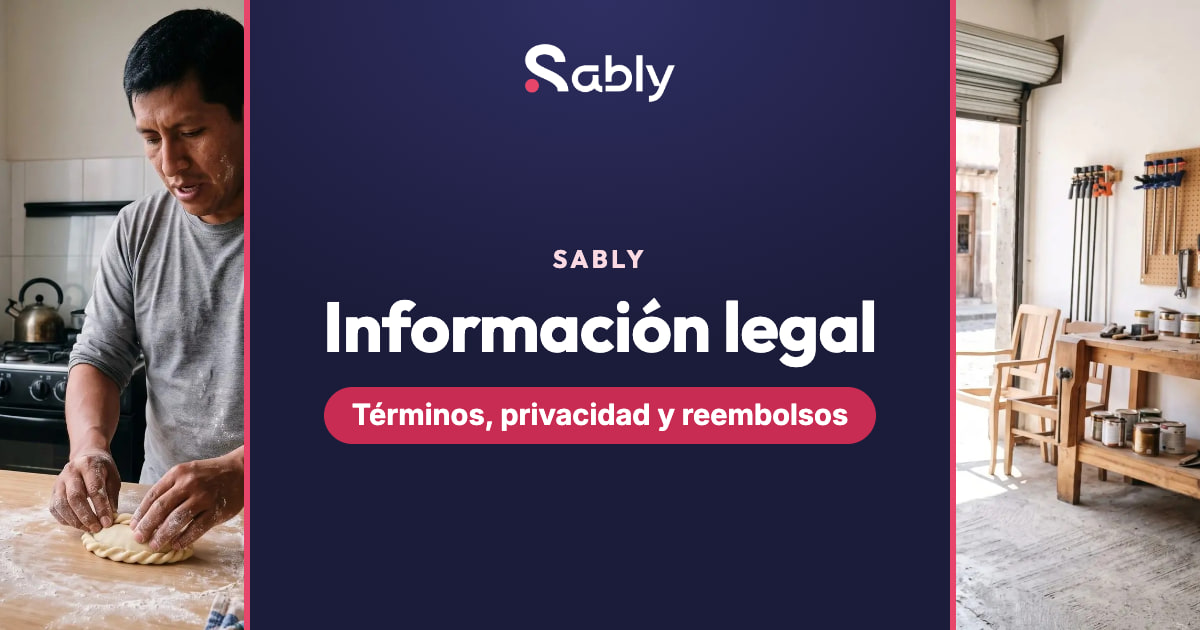 Sably
SABLY
Información legal
Términos, privacidad y reembolsos